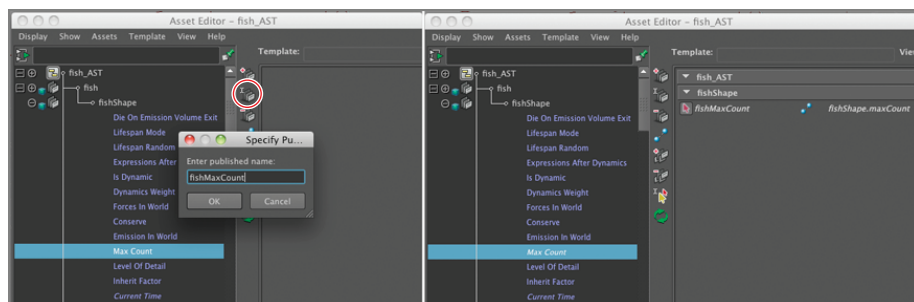 Asset Editor – fish_AST
Display Show Assets Template View Help
Template:
fish_AST
fish
fishShape
Die On Emission Volume Exit
Lifespan Mode
Lifespan Random
Expressions After
Is Dynamic
Dynamics Weight
Forces In World
Conserve
Emission In World
Max Count
Level Of Detail
Inherit Factor
Current Time
Specify Pu...
Enter published name:
fishMaxCount
OK Cancel
Asset Editor – fish_AST
Display Show Assets Template View Help
Template:
fish_AST
fish
fishShape
Die On Emission Volume Exit
Lifespan Mode
Lifespan Random
Expressions After Dynamics
Is Dynamic
Dynamics Weight
Forces In World
Conserve
Emission In World
Max Count
Level Of Detail
Inherit Factor
Current Time
fish_AST
fishShape
fishMaxCount fishShape.maxCount